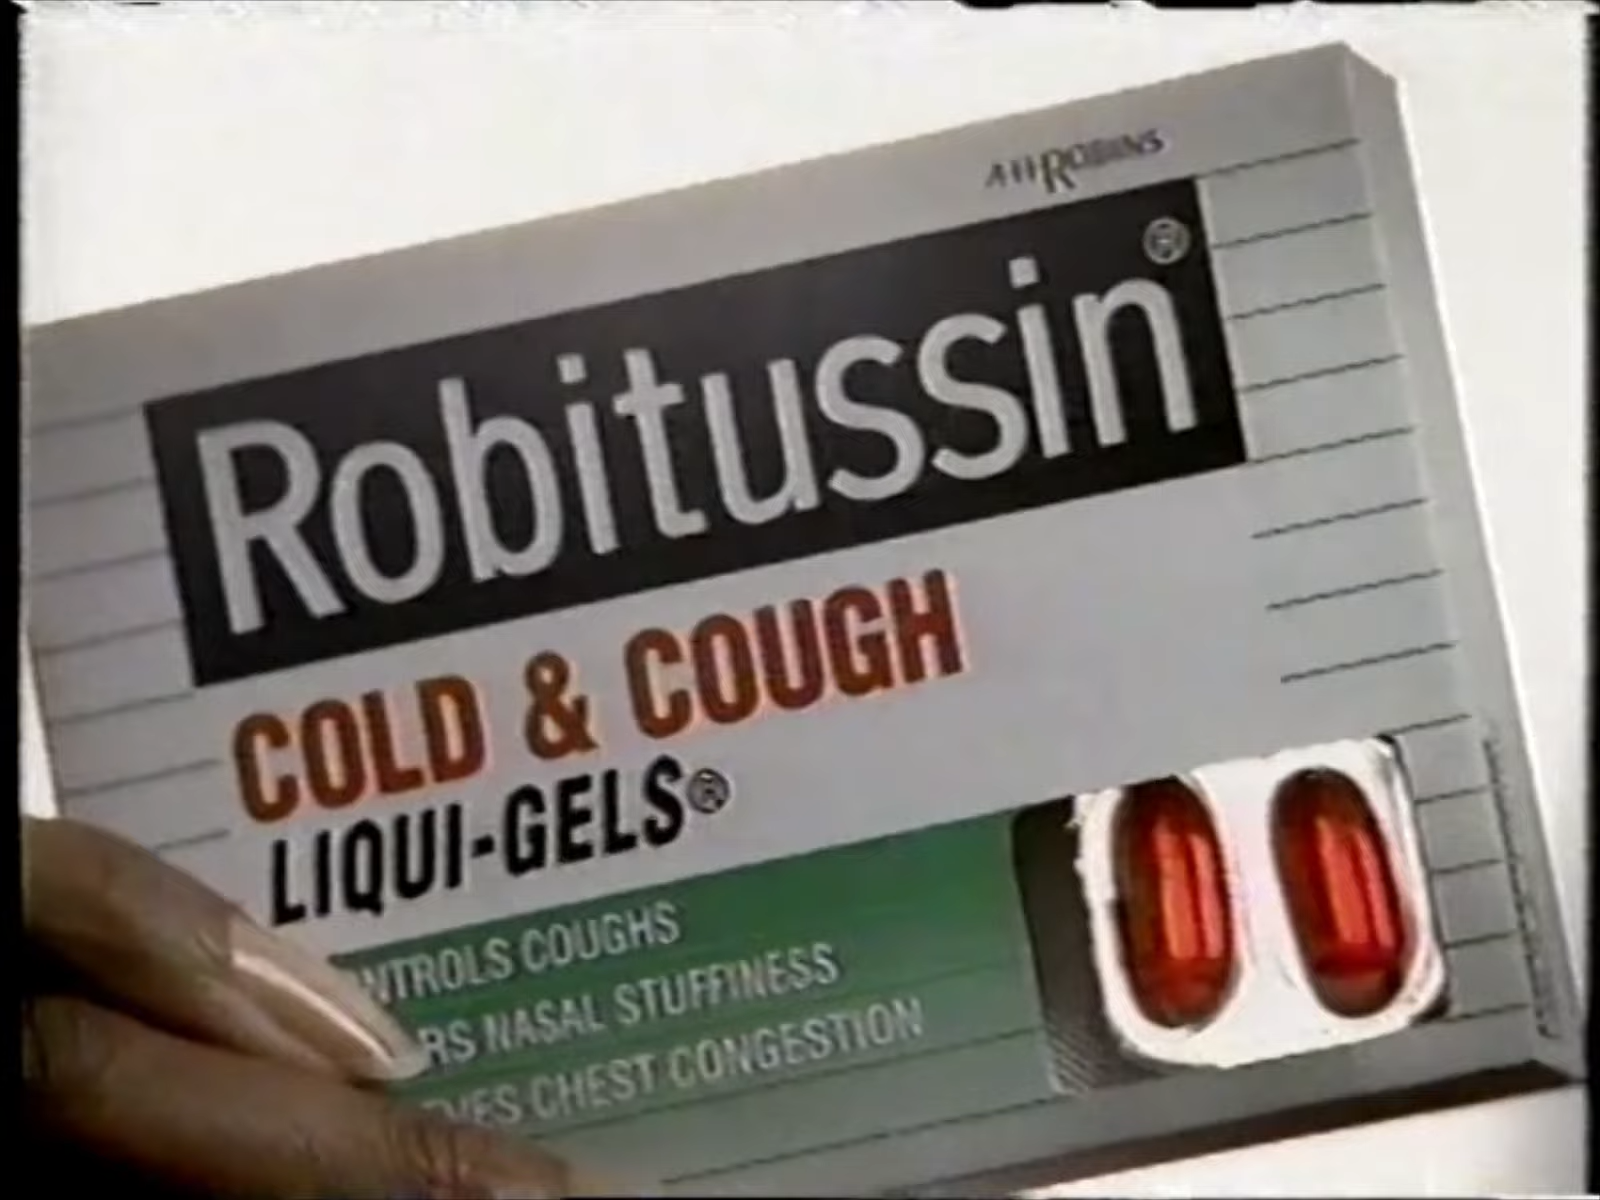 A·H·ROBINS
Robitussin®
COLD & COUGH
LIQUI-GELS®
NTROLS COUGHS
RS NASAL STUFFINESS
VES CHEST CONGESTION